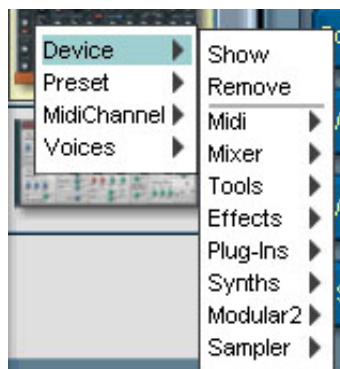 Device
Preset
MidiChannel
Voices
Show
Remove
Midi
Mixer
Tools
Effects
Plug-Ins
Synths
Modular2
Sampler